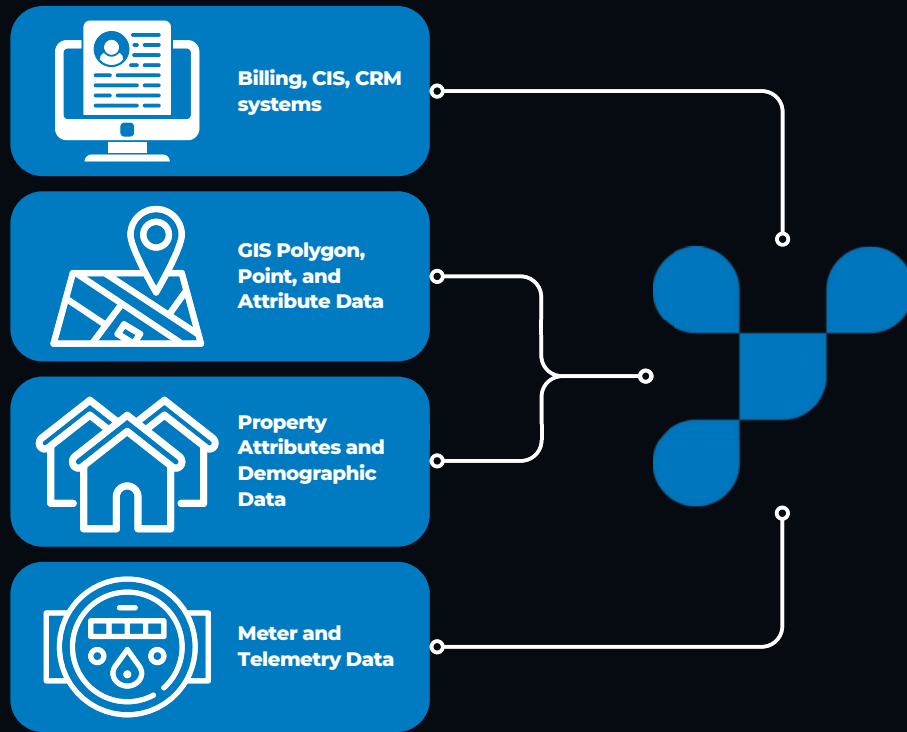 Billing, CIS, CRM
systems
GIS Polygon,
Point, and
Attribute Data
Property
Attributes and
Demographic
Data
Meter and
Telemetry Data